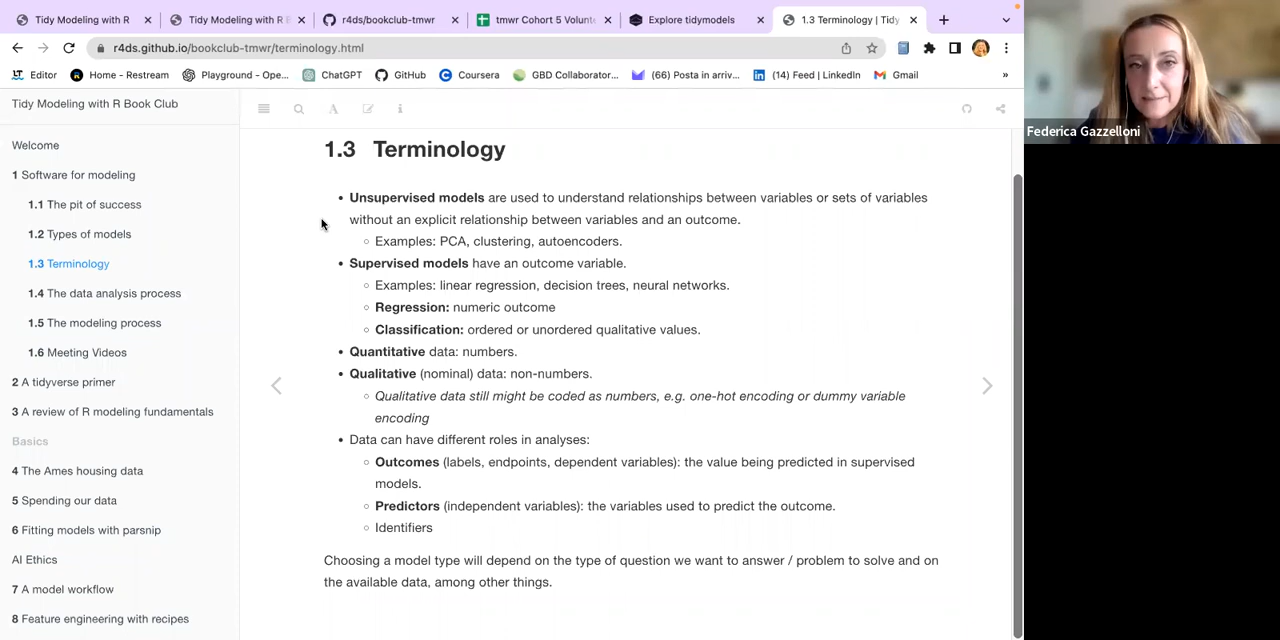 Tidy Modeling with R
Tidy Modeling with R B
r4ds/bookclub-tmwr
tmwr Cohort 5 Volunt
Explore tidymodels
1.3 Terminology | Tidy
r4ds.github.io/bookclub-tmwr/terminology.html
Editor
Home - Restream
Playground - Ope...
ChatGPT
GitHub
Coursera
GBD Collaborator...
(66) Posta in arriv...
(14) Feed | LinkedIn
Gmail
»
Federica Gazzelloni
Tidy Modeling with R Book Club
Welcome
1 Software for modeling
1.1 The pit of success
1.2 Types of models
1.3 Terminology
1.4 The data analysis process
1.5 The modeling process
1.6 Meeting Videos
2 A tidyverse primer
3 A review of R modeling fundamentals
Basics
4 The Ames housing data
5 Spending our data
6 Fitting models with parsnip
AI Ethics
7 A model workflow
8 Feature engineering with recipes
1.3 Terminology
• Unsupervised models are used to understand relationships between variables or sets of variables
without an explicit relationship between variables and an outcome.
◦ Examples: PCA, clustering, autoencoders.
• Supervised models have an outcome variable.
◦ Examples: linear regression, decision trees, neural networks.
◦ Regression: numeric outcome
◦ Classification: ordered or unordered qualitative values.
• Quantitative data: numbers.
• Qualitative (nominal) data: non-numbers.
◦ Qualitative data still might be coded as numbers, e.g. one-hot encoding or dummy variable
encoding
• Data can have different roles in analyses:
◦ Outcomes (labels, endpoints, dependent variables): the value being predicted in supervised
models.
◦ Predictors (independent variables): the variables used to predict the outcome.
◦ Identifiers
Choosing a model type will depend on the type of question we want to answer / problem to solve and on
the available data, among other things.